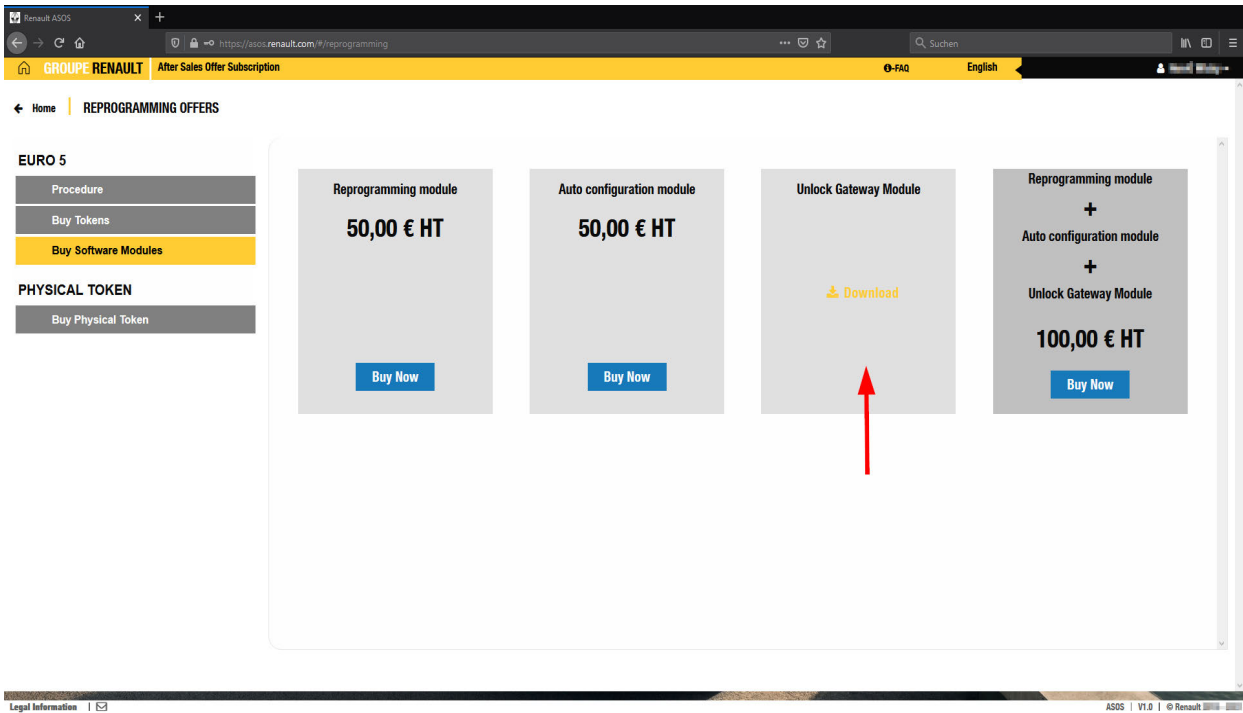 Renault ASOS
https://asos.renault.com/#/reprogramming
Suchen
GROUPE RENAULT After Sales Offer Subscription
-FAQ
English
Home
REPROGRAMMING OFFERS
EURO 5
Procedure
Buy Tokens
Buy Software Modules
PHYSICAL TOKEN
Buy Physical Token
Reprogramming module
50,00 € HT
Buy Now
Auto configuration module
50,00 € HT
Buy Now
Unlock Gateway Module
Download
Reprogramming module
+
Auto configuration module
+
Unlock Gateway Module
100,00 € HT
Buy Now
Legal Information |
ASOS | V1.0 | © Renault